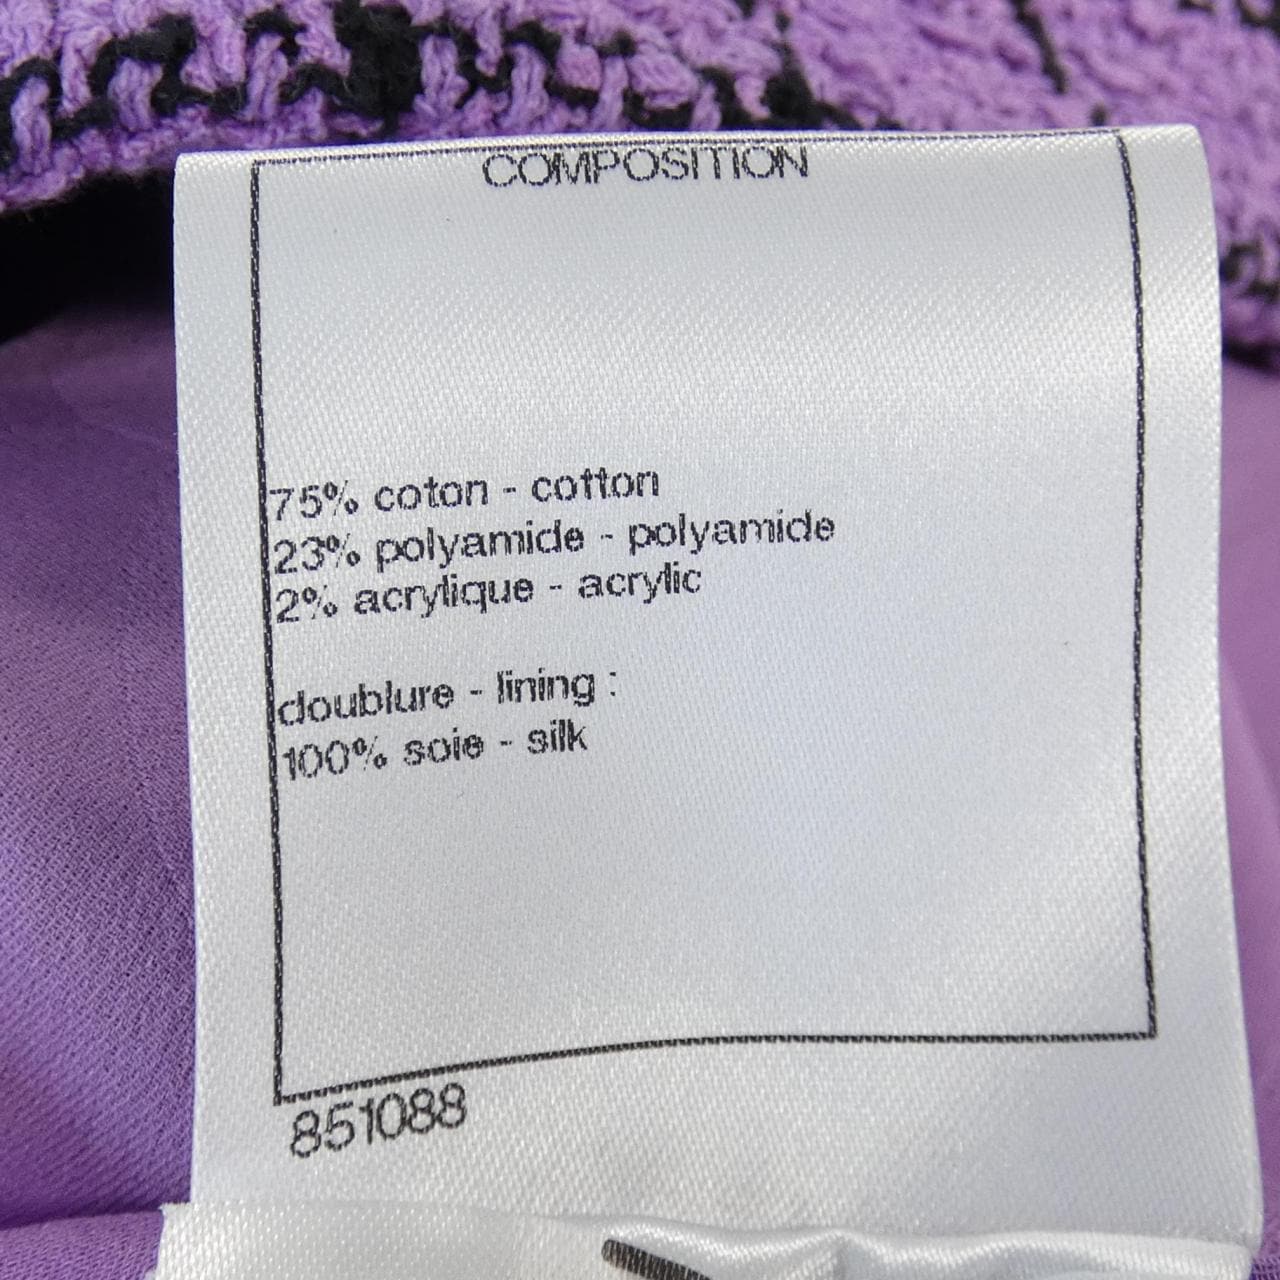 COMPOSITION
75% coton - cotton
23% polyamide - polyamide
2% acrylique - acrylic
doublure - lining :
100% soie - silk
851088